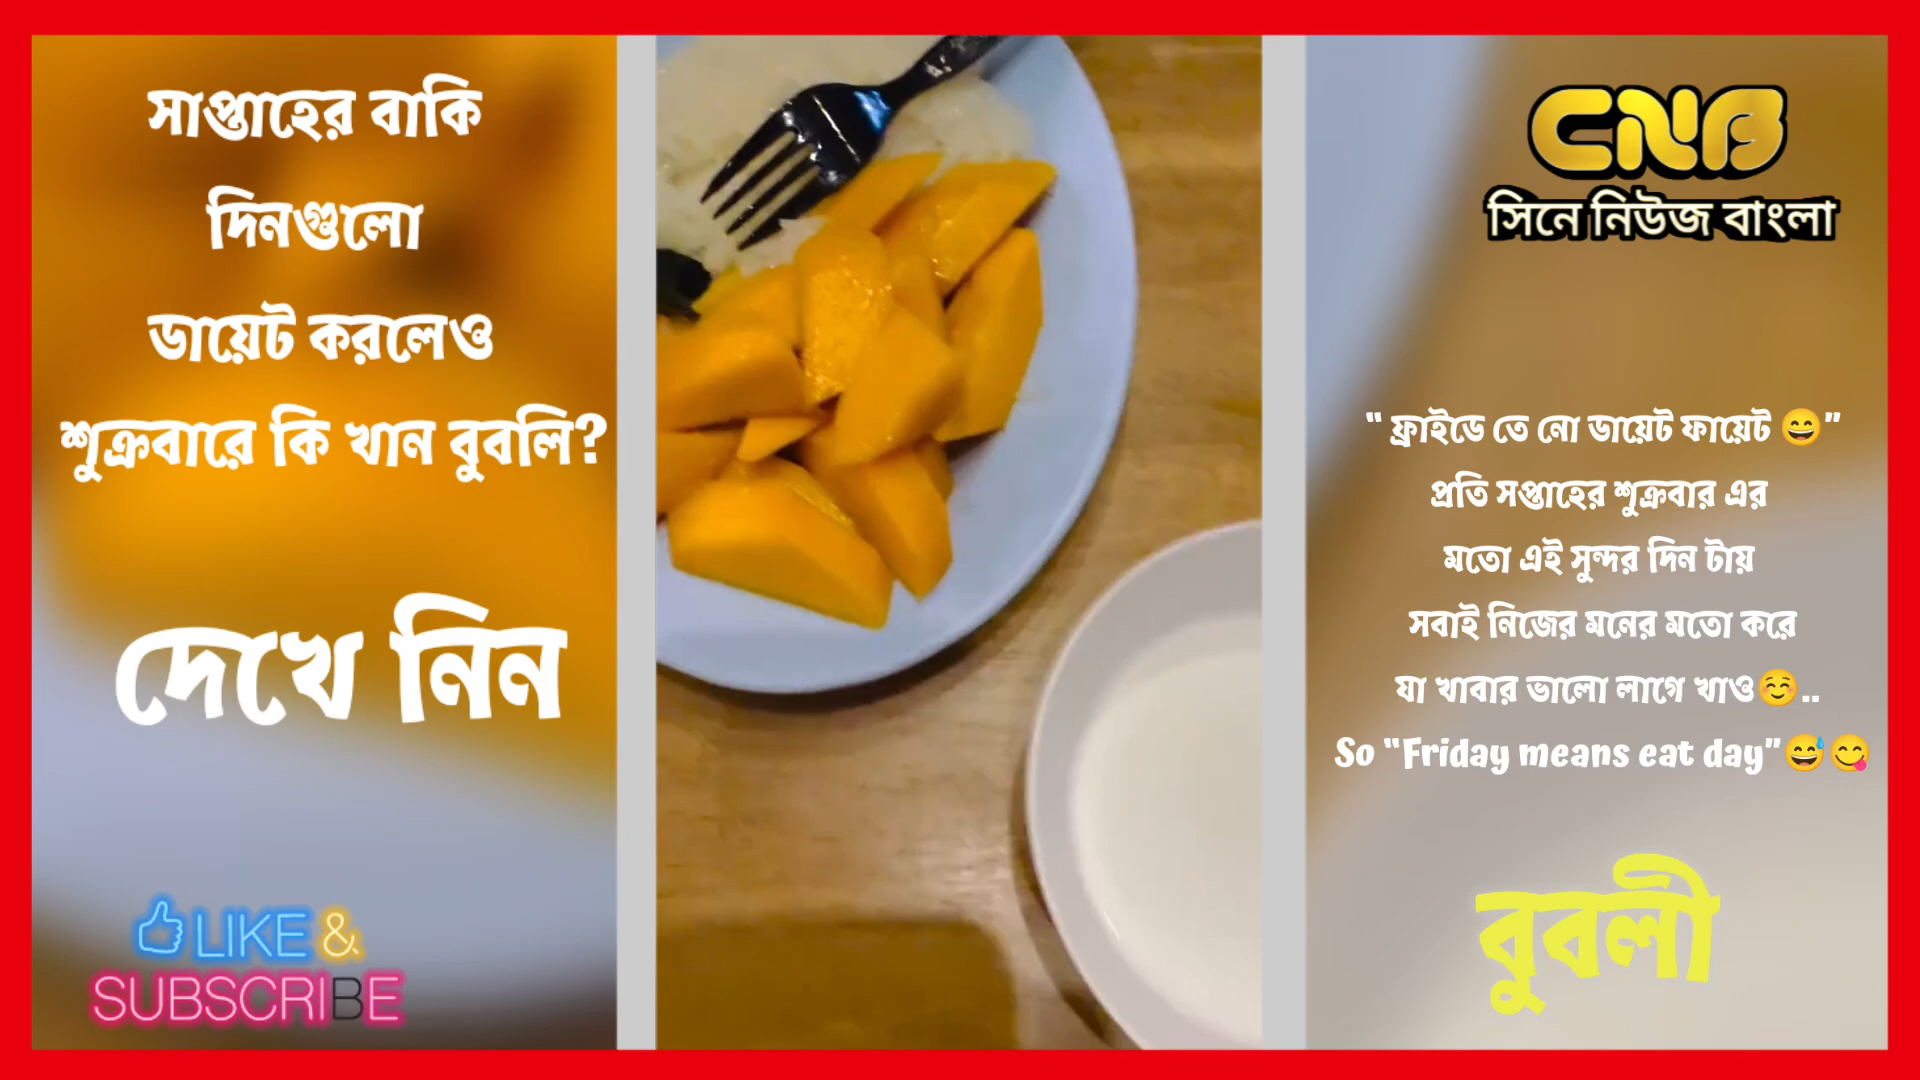 সাপ্তাহের বাকি
দিনগুলো
ডায়েট করলেও
শুক্রবারে কি খান বুবলি?
দেখে নিন
LIKE &
SUBSCRIBE
CNB
সিনে নিউজ বাংলা
“ ফ্রাইডে তে নো ডায়েট ফায়েট 😄”
প্রতি সপ্তাহের শুক্রবার এর
মতো এই সুন্দর দিন টায়
সবাই নিজের মনের মতো করে
যা খাবার ভালো লাগে খাও☺️..
So “Friday means eat day”😅😋
বুবলী